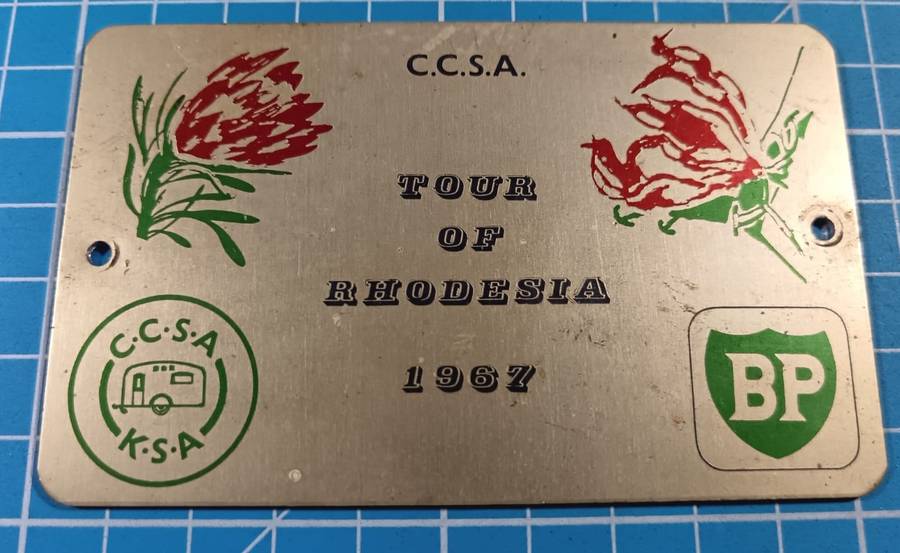 C.C.S.A.
TOUR
OF
RHODESIA
1967
C·C·S·A
K·S·A
BP